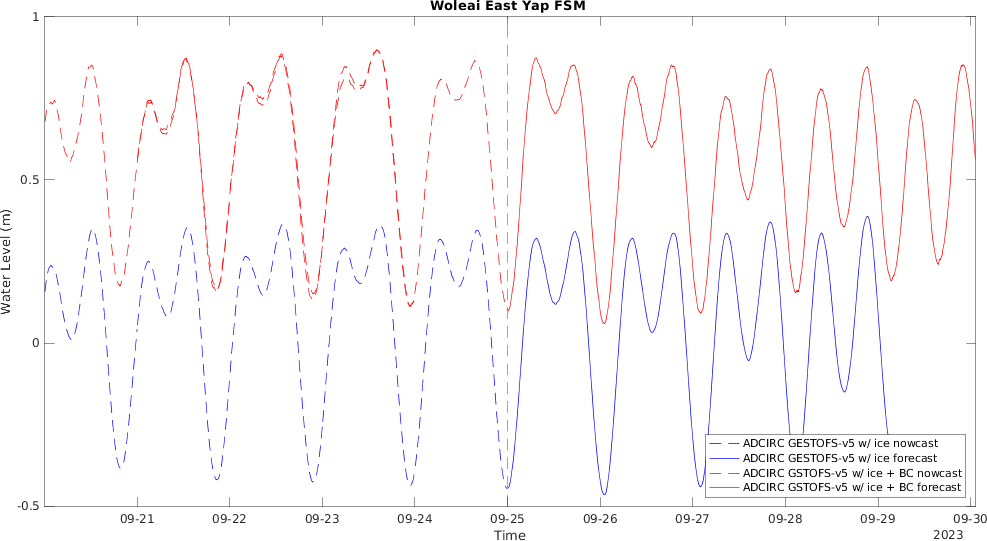 Woleai East Yap FSM
1
0.5
0
-0.5
Water Level (m)
ADCIRC GESTOFS-v5 w/ ice nowcast
ADCIRC GESTOFS-v5 w/ ice forecast
ADCIRC GSTOFS-v5 w/ ice + BC nowcast
ADCIRC GSTOFS-v5 w/ ice + BC forecast
09-21 09-22 09-23 09-24 09-25 09-26 09-27 09-28 09-29 09-30
Time
2023